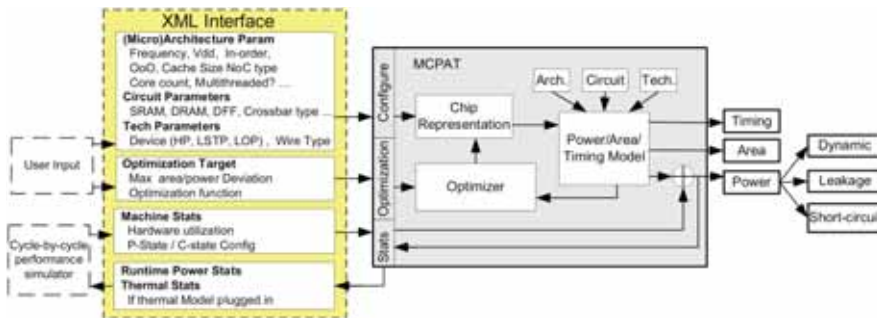 XML Interface
(Micro)Architecture Param
Frequency, Vdd, In-order,
OoO, Cache Size NoC type
Core count, Multithreaded? ...
Circuit Parameters
SRAM, DRAM, DFF, Crossbar type ...
Tech Parameters
Device (HP, LSTP, LOP) , Wire Type
Optimization Target
Max area/power Deviation
Optimization function
Machine Stats
Hardware utilization
P-State / C-state Config
Runtime Power Stats
Thermal Stats
If thermal Model plugged in
User Input
Cycle-by-cycle
performance
simulator
Configure
Optimization
Stats
MCPAT
Arch.
Circuit
Tech.
Chip
Representation
Optimizer
Power/Area/
Timing Model
Timing
Area
Power
Dynamic
Leakage
Short-circuit